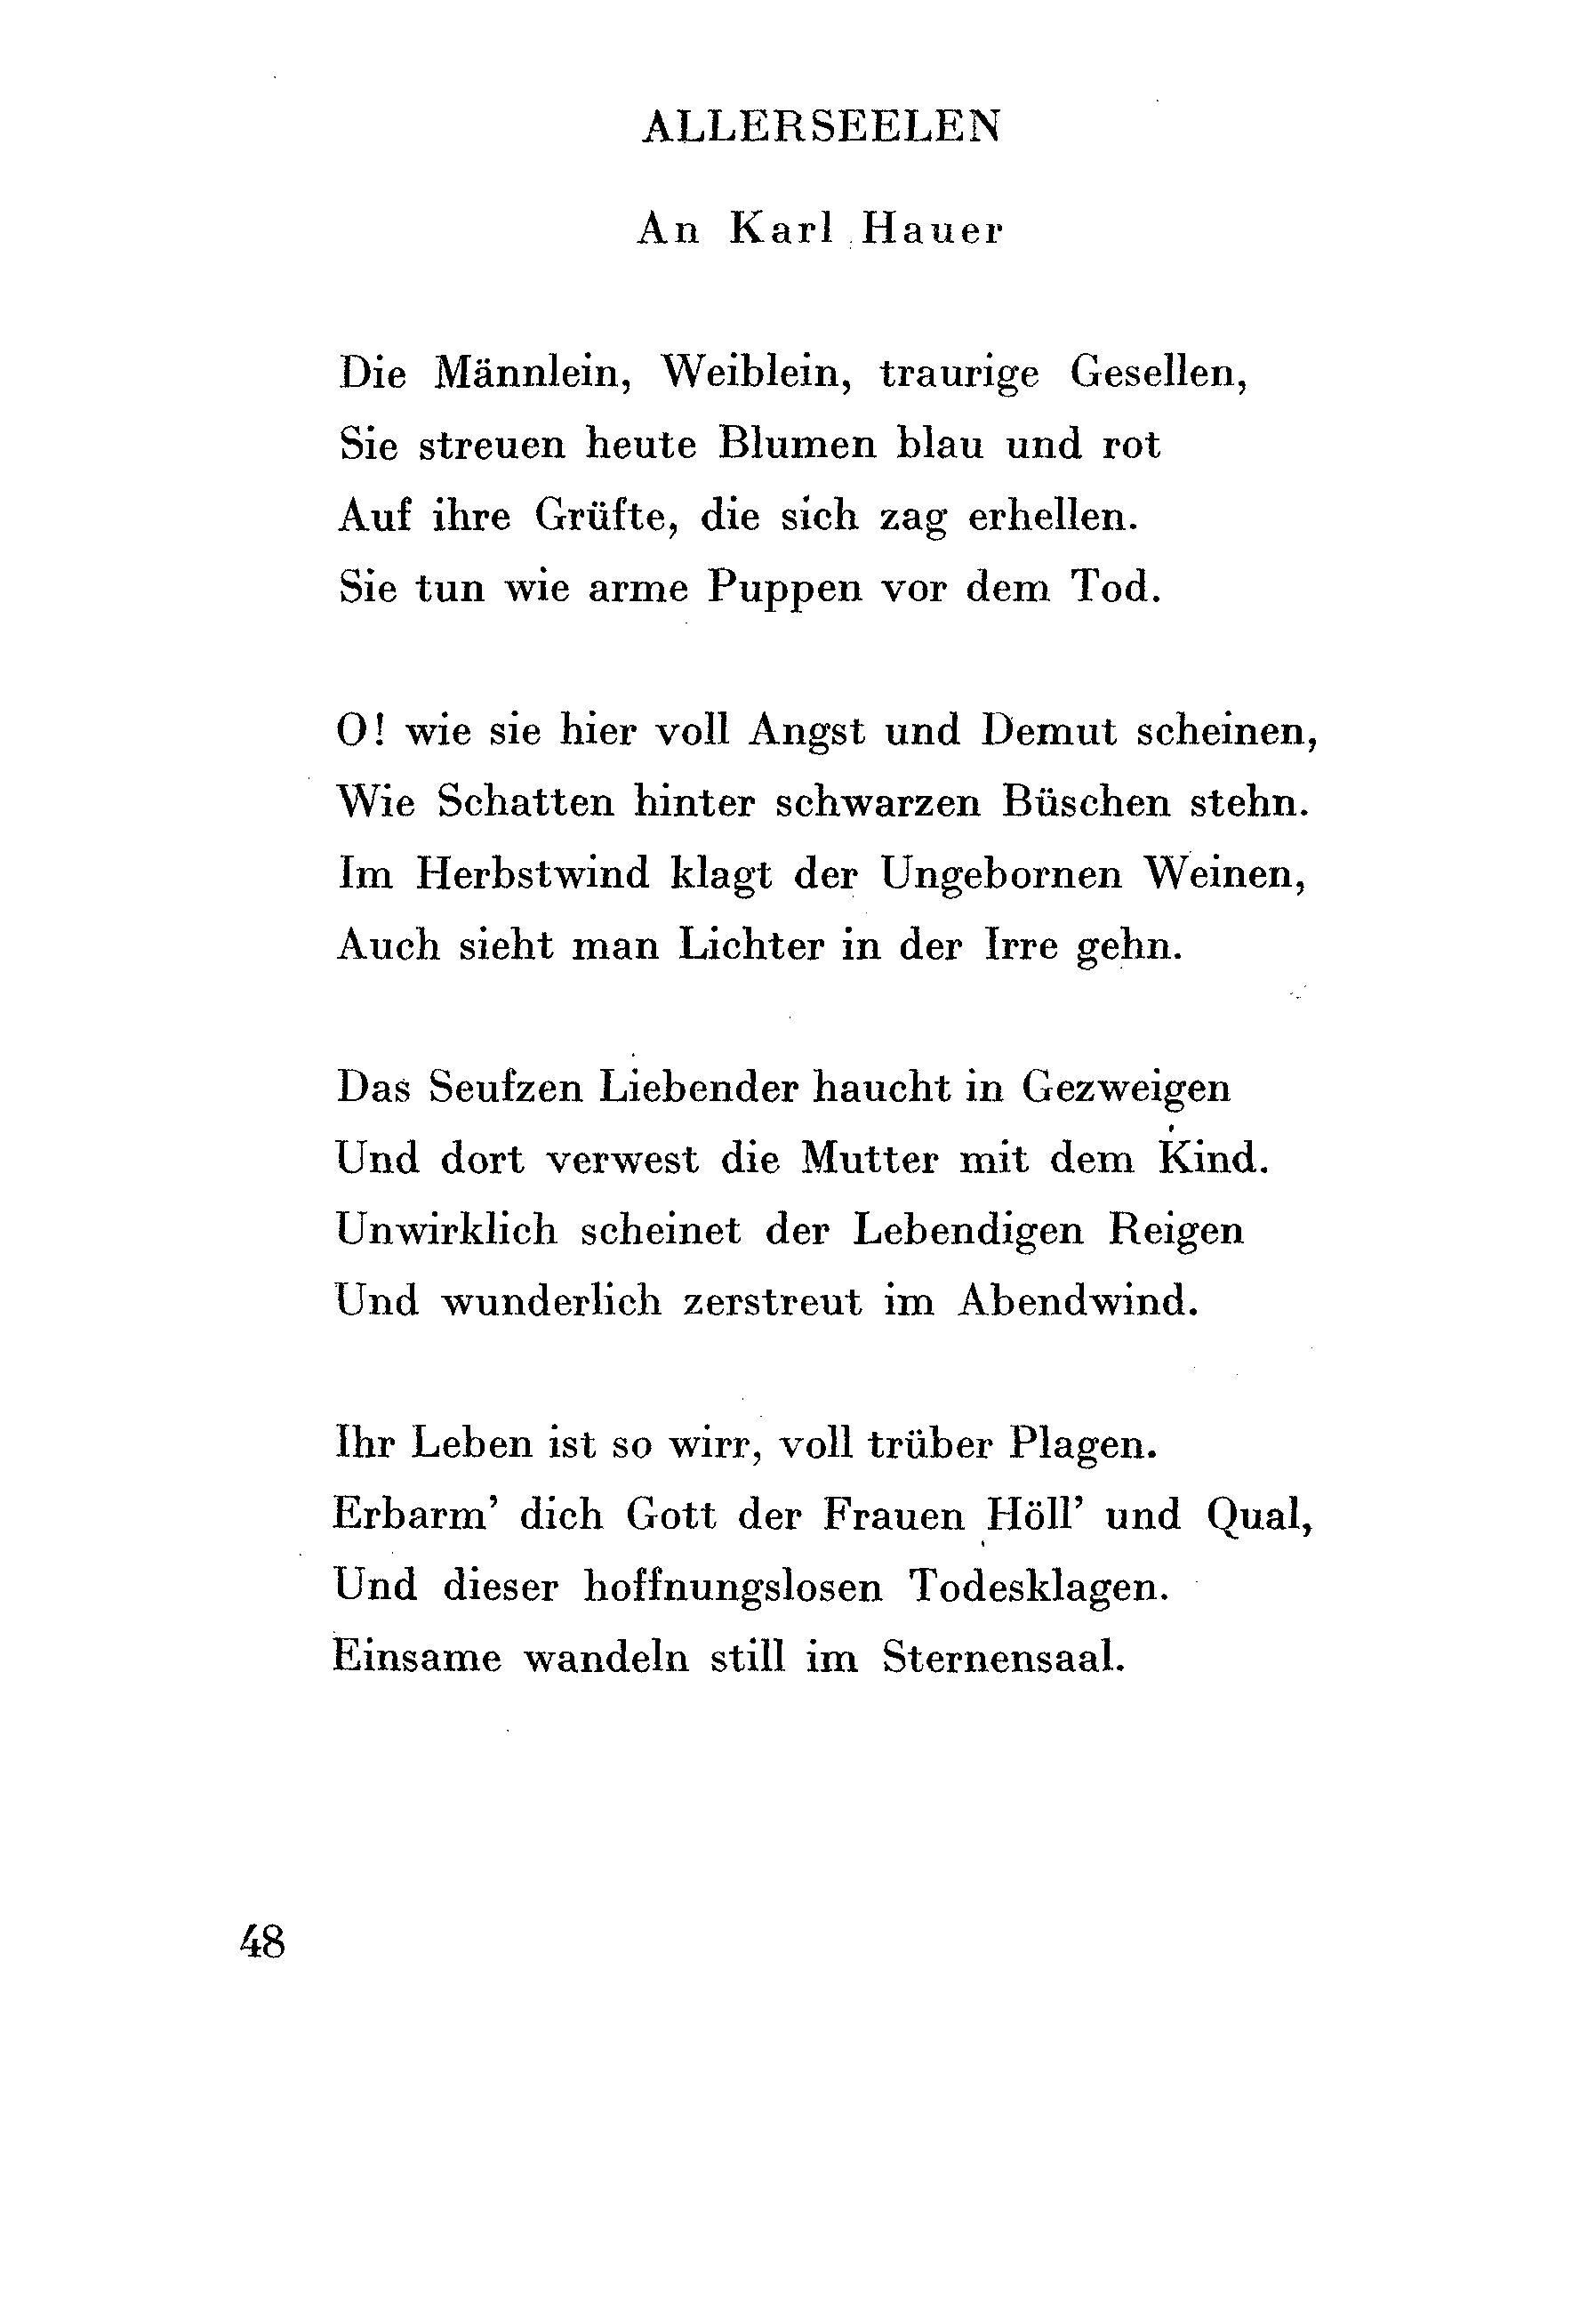 ALLERSEELEN
An Karl Hauer
Die Männlein, Weiblein, traurige Gesellen,
Sie streuen heute Blumen blau und rot
Auf ihre Grüfte, die sich zag erhellen.
Sie tun wie arme Puppen vor dem Tod.
O! wie sie hier voll Angst und Demut scheinen,
Wie Schatten hinter schwarzen Büschen stehn.
Im Herbstwind klagt der Ungebornen Weinen,
Auch sieht man Lichter in der Irre gehn.
Das Seufzen Liebender haucht in Gezweigen
Und dort verwest die Mutter mit dem Kind.
Unwirklich scheinet der Lebendigen Reigen
Und wunderlich zerstreut im Abendwind.
Ihr Leben ist so wirr, voll trüber Plagen.
Erbarm’ dich Gott der Frauen Höll’ und Qual,
Und dieser hoffnungslosen Todesklagen.
Einsame wandeln still im Sternensaal.
48